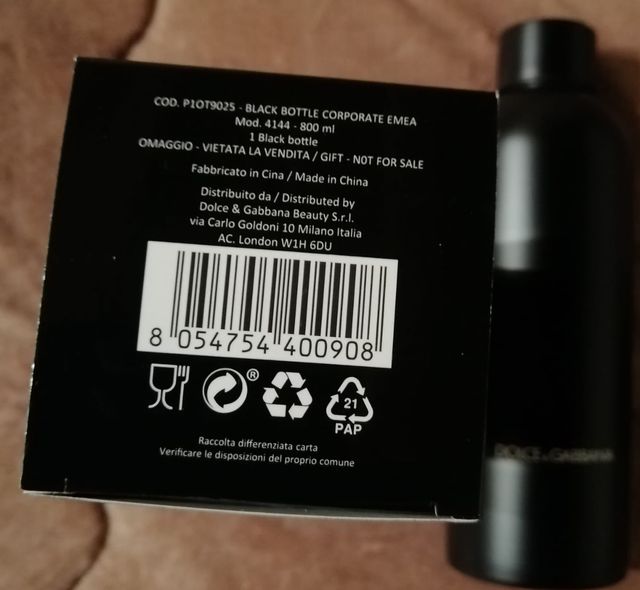 COD. P1OT9025 - BLACK BOTTLE CORPORATE EMEA
Mod. 4144 - 800 ml
1 Black bottle
OMAGGIO - VIETATA LA VENDITA / GIFT - NOT FOR SALE
Fabbricato in Cina / Made in China
Distribuito da / Distributed by
Dolce & Gabbana Beauty S.r.l.
via Carlo Goldoni 10 Milano Italia
AC. London W1H 6DU
8 054754 400908
®
21
PAP
Raccolta differenziata carta
Verificare le disposizioni del proprio comune
DOLCE & GABBANA